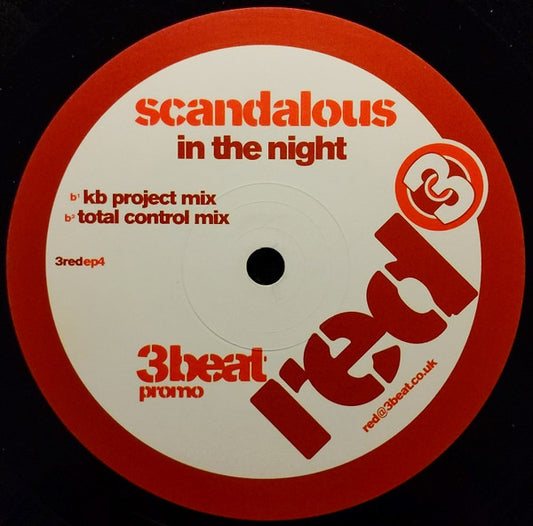 scandalous
in the night
b¹ kb project mix
b² total control mix
3redep4
3
red
3beat
promo
red@3beat.co.uk